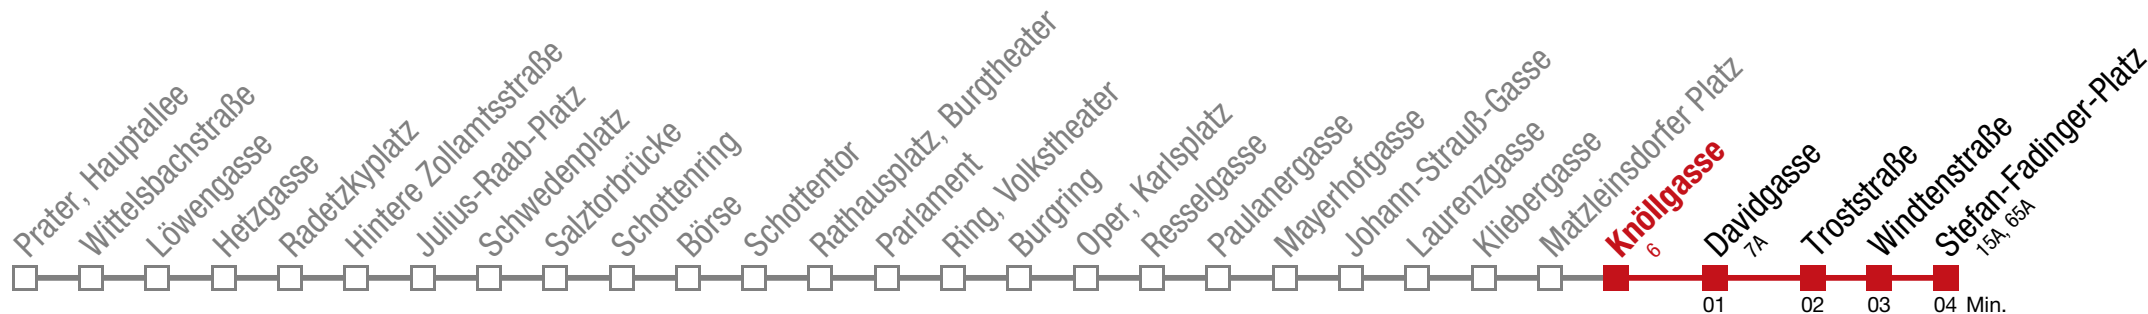 Prater, Hauptallee
Wittelsbachstraße
Löwengasse
Hetzgasse
Radetzkyplatz
Hintere Zollamtsstraße
Julius-Raab-Platz
Schwedenplatz
Salztorbrücke
Schottenring
Börse
Schottentor
Rathausplatz, Burgtheater
Parlament
Ring, Volkstheater
Burgring
Oper, Karlsplatz
Resselgasse
Paulanergasse
Mayerhofgasse
Johann-Strauß-Gasse
Laurenzgasse
Kliebergasse
Matzleinsdorfer Platz
Knöllgasse
6
Davidgasse
7A
Troststraße
Windtenstraße
Stefan-Fadinger-Platz
15A, 65A
01 02 03 04 Min.